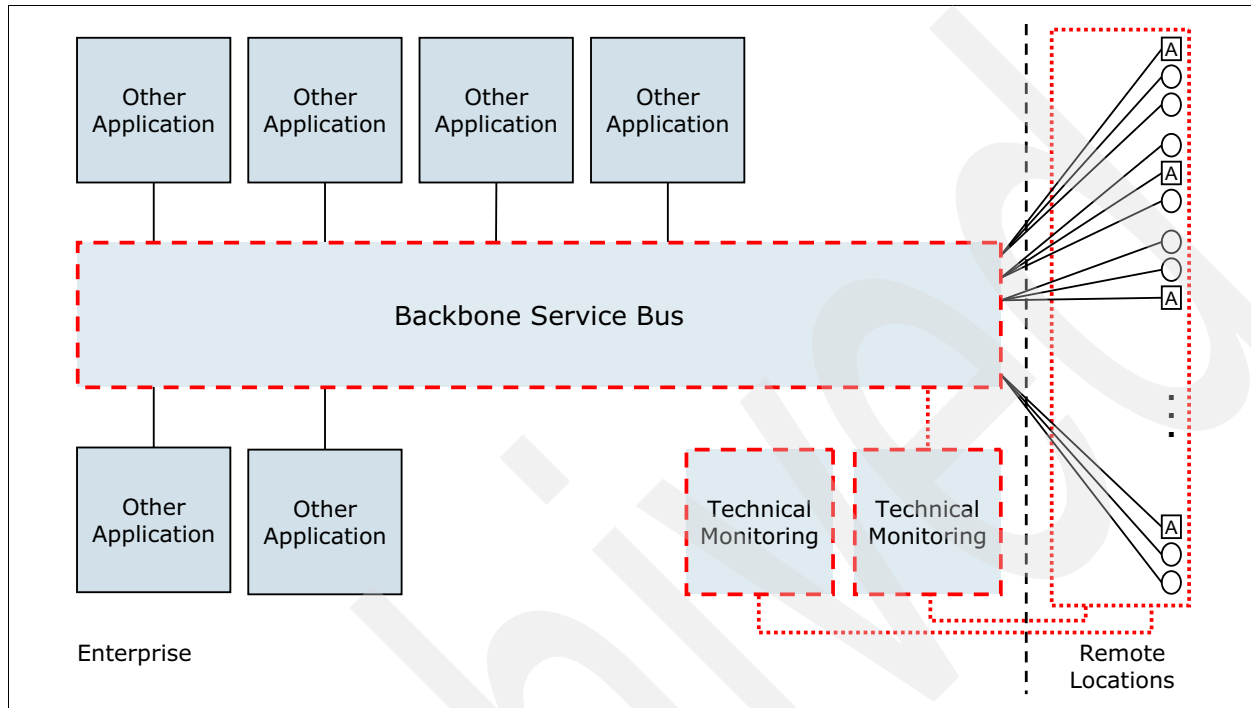 Other
Application
Other
Application
Other
Application
Other
Application
A
A
A
Backbone Service Bus
Other
Application
Other
Application
Technical
Monitoring
Technical
Monitoring
A
Enterprise
Remote
Locations